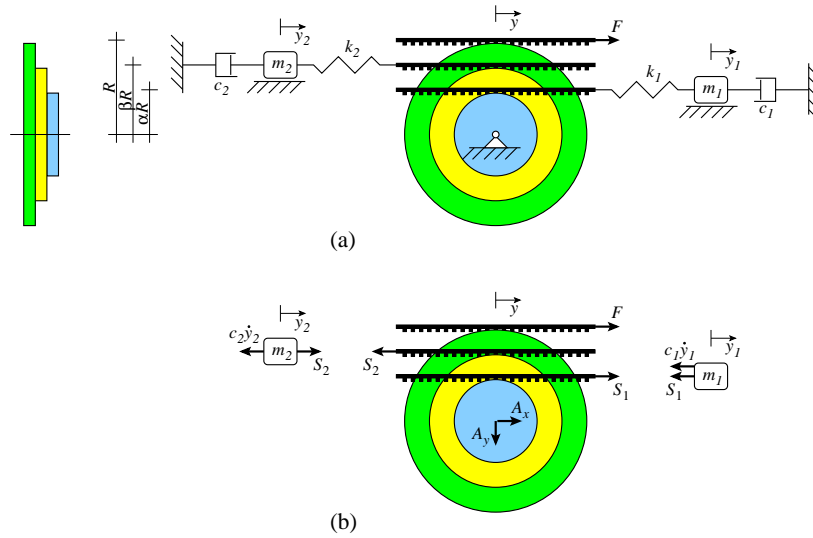 y
F
y₂
k₂
m₂
c₂
k₁
y₁
m₁
c₁
R
βR
αR
(a)
y
F
y₂
c₂ẏ₂
m₂
S₂
S₂
y₁
c₁ẏ₁
S₁
S₁
m₁
Aₓ
A_y
(b)